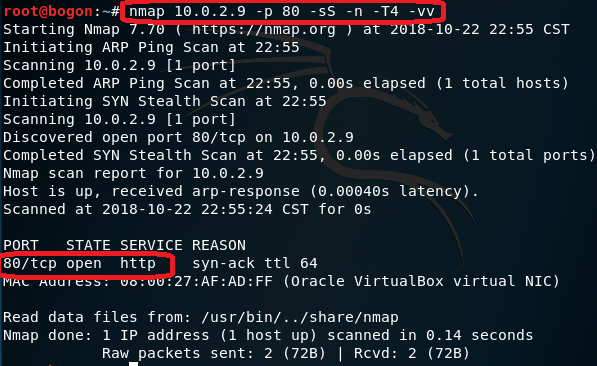 root@bogon:~# nmap 10.0.2.9 -p 80 -sS -n -T4 -vv
Starting Nmap 7.70 ( https://nmap.org ) at 2018-10-22 22:55 CST
Initiating ARP Ping Scan at 22:55
Scanning 10.0.2.9 [1 port]
Completed ARP Ping Scan at 22:55, 0.00s elapsed (1 total hosts)
Initiating SYN Stealth Scan at 22:55
Scanning 10.0.2.9 [1 port]
Discovered open port 80/tcp on 10.0.2.9
Completed SYN Stealth Scan at 22:55, 0.00s elapsed (1 total ports)
Nmap scan report for 10.0.2.9
Host is up, received arp-response (0.00040s latency).
Scanned at 2018-10-22 22:55:24 CST for 0s
PORT   STATE SERVICE REASON
80/tcp open  http    syn-ack ttl 64
MAC Address: 08:00:27:AF:AD:FF (Oracle VirtualBox virtual NIC)
Read data files from: /usr/bin/../share/nmap
Nmap done: 1 IP address (1 host up) scanned in 0.14 seconds
Raw packets sent: 2 (72B) | Rcvd: 2 (72B)